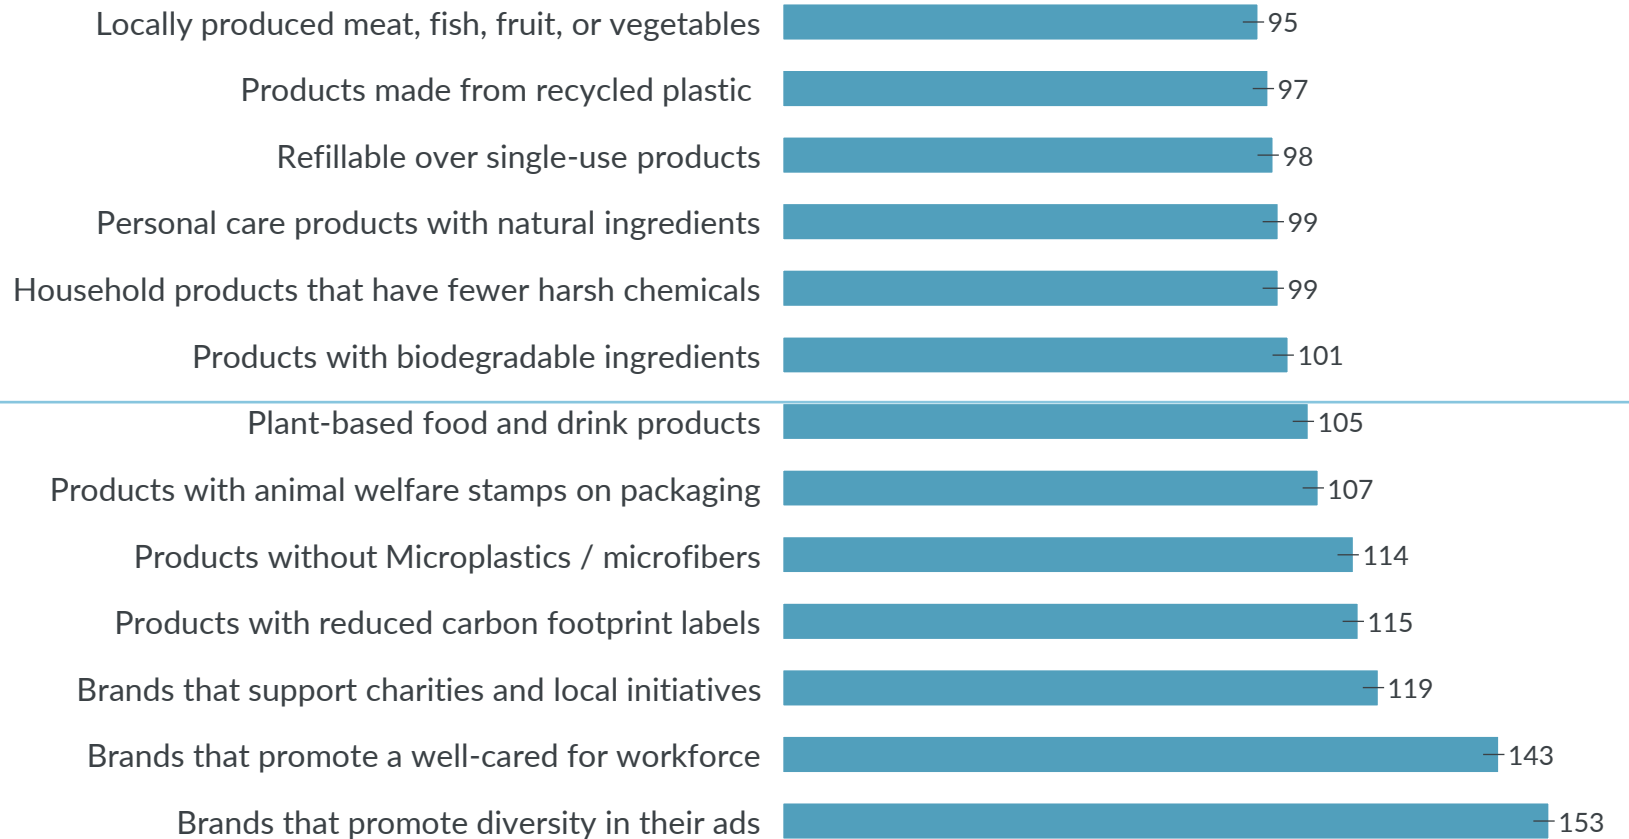 Locally produced meat, fish, fruit, or vegetables 95
Products made from recycled plastic 97
Refillable over single-use products 98
Personal care products with natural ingredients 99
Household products that have fewer harsh chemicals 99
Products with biodegradable ingredients 101
Plant-based food and drink products 105
Products with animal welfare stamps on packaging 107
Products without Microplastics / microfibers 114
Products with reduced carbon footprint labels 115
Brands that support charities and local initiatives 119
Brands that promote a well-cared for workforce 143
Brands that promote diversity in their ads 153